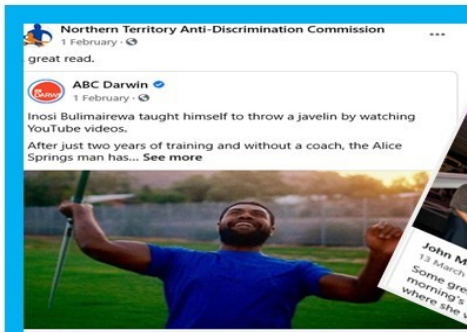 Northern Territory Anti-Discrimination Commission
1 February ·
great read.
ABC Darwin
1 February ·
Inosi Bulimairewa taught himself to throw a javelin by watching
YouTube videos.
After just two years of training and without a coach, the Alice
Springs man has... See more
John M
13 March
Some gre
morning's
where she w